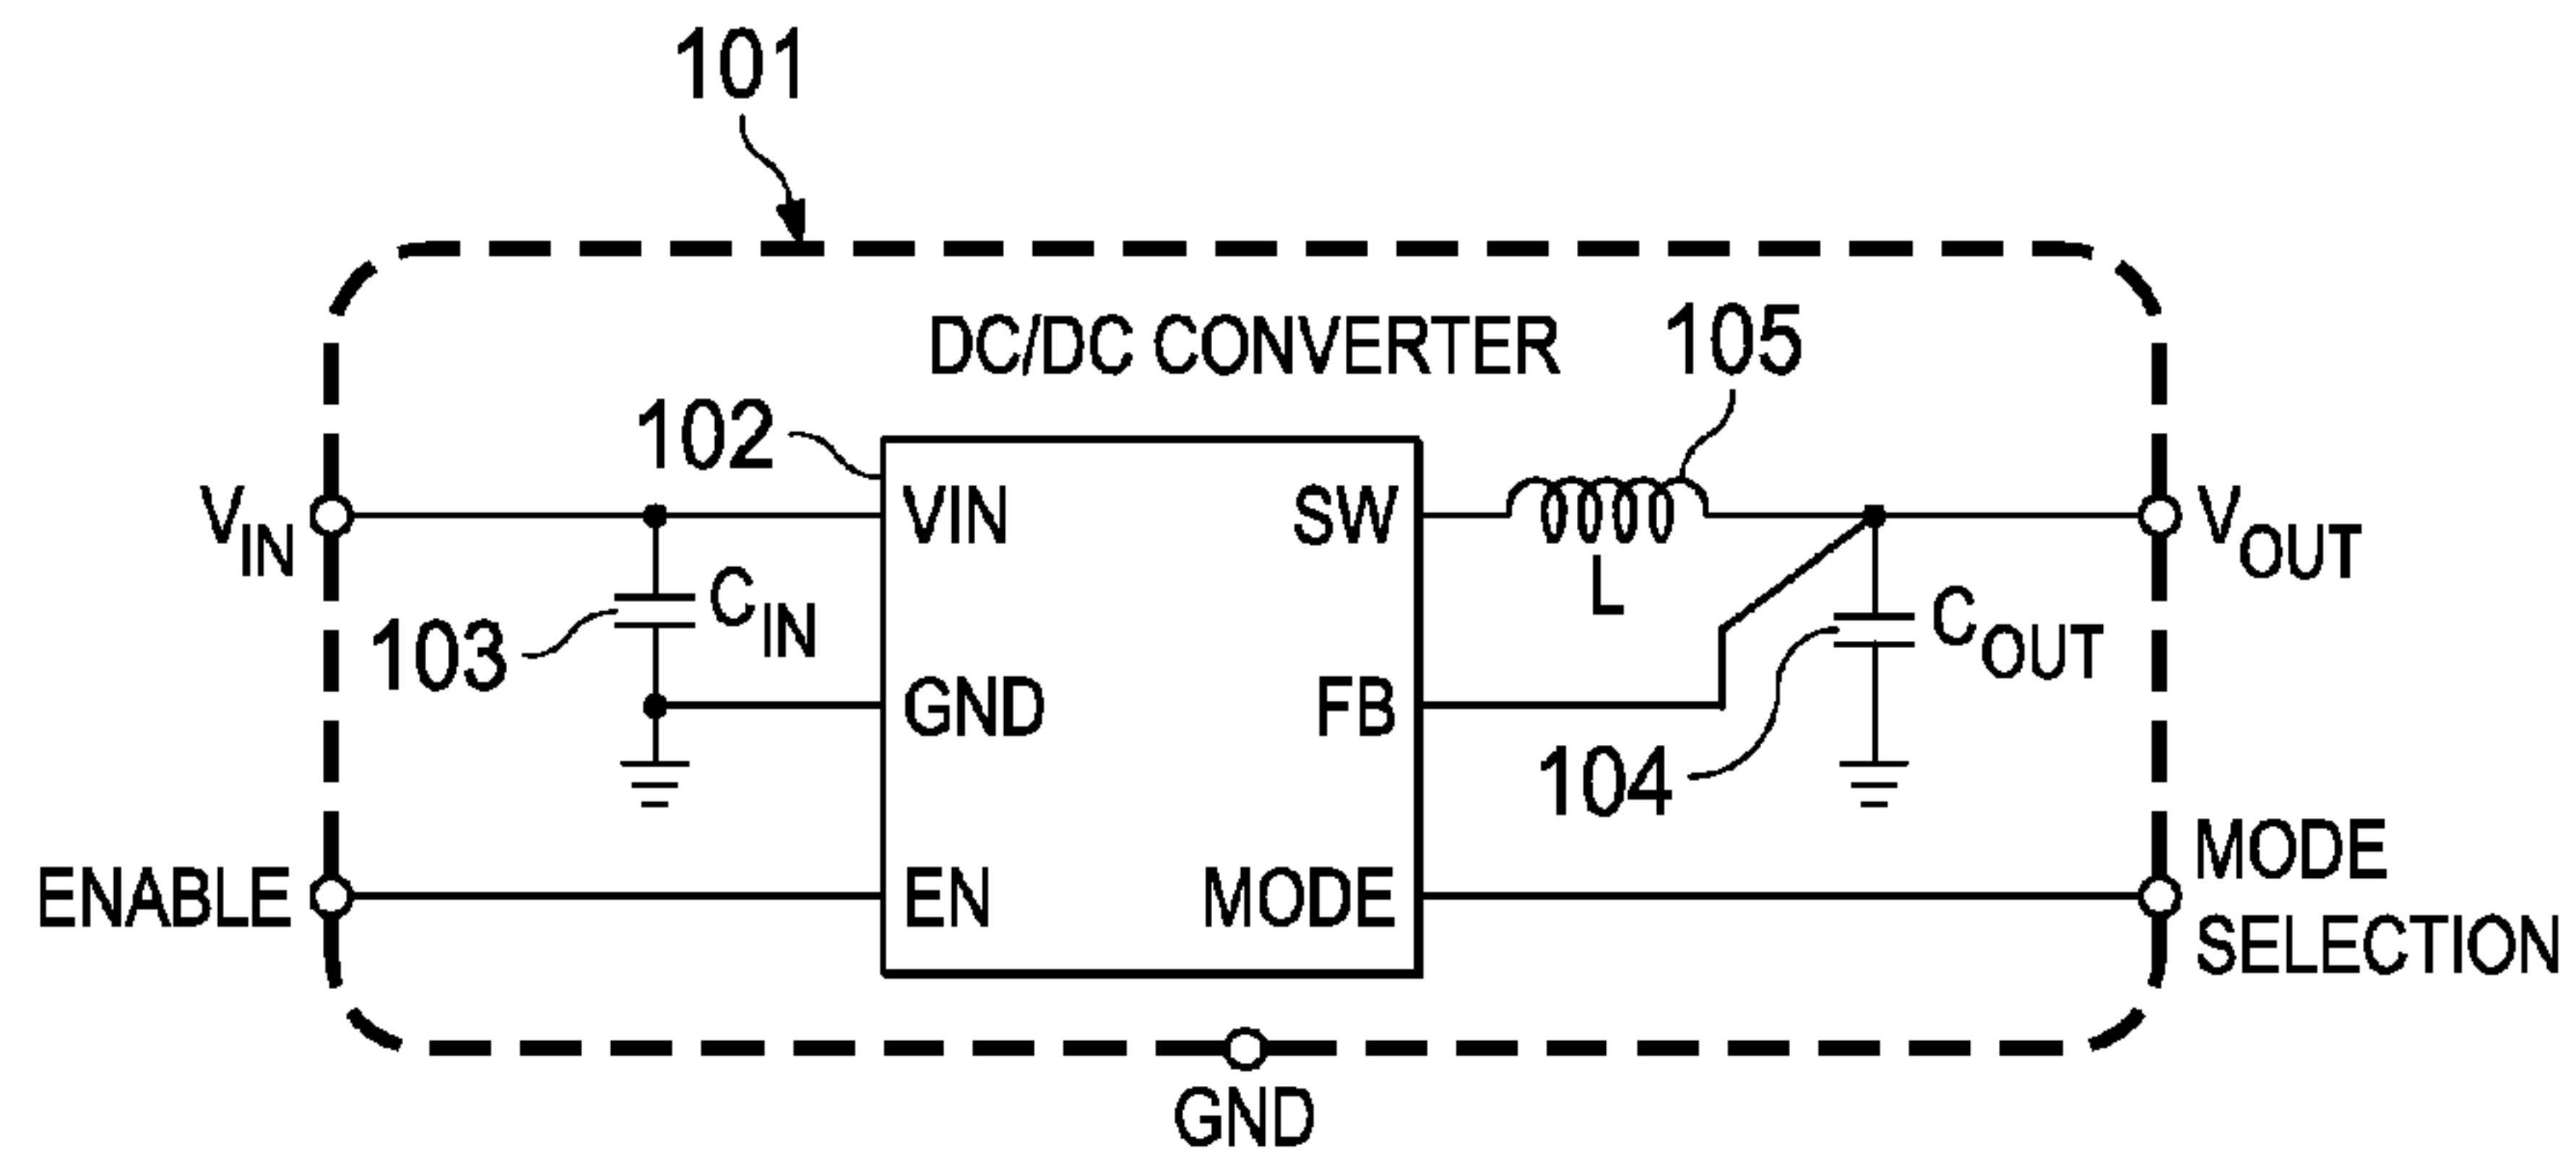 101
DC/DC CONVERTER
105
102
VIN
VIN
SW
L
VOUT
CIN
103
COUT
GND
FB
104
ENABLE
EN
MODE
MODE
SELECTION
GND